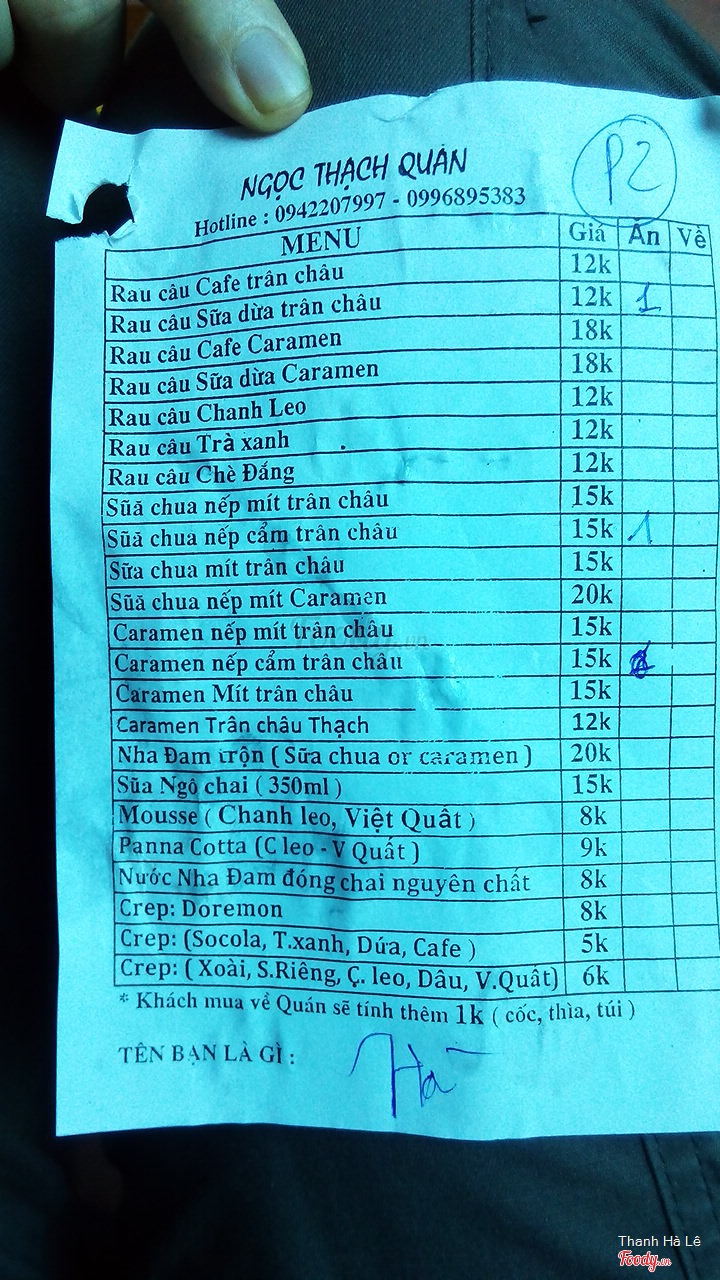 P2
NGỌC THẠCH QUÁN
Hotline : 0942207997 - 0996895383
MENU Giá Ăn Về
Rau câu Cafe trân châu 12k
Rau câu Sữa dừa trân châu 12k 1
Rau câu Cafe Caramen 18k
Rau câu Sữa dừa Caramen 18k
Rau câu Chanh Leo 12k
Rau câu Trà xanh 12k
Rau câu Chè Đắng 12k
Sữa chua nếp mít trân châu 15k
Sữa chua nếp cẩm trân châu 15k 1
Sữa chua mít trân châu 15k
Sữa chua nếp mít Caramen 20k
Caramen nếp mít trân châu 15k
Caramen nếp cẩm trân châu 15k
Caramen Mít trân châu 15k
Caramen Trân châu Thạch 12k
Nha Đam trộn ( Sữa chua or caramen ) 20k
Sữa Ngô chai ( 350ml ) 15k
Mousse ( Chanh leo, Việt Quất ) 8k
Panna Cotta (C leo - V Quất ) 9k
Nước Nha Đam đóng chai nguyên chất 8k
Crep: Doremon 8k
Crep: (Socola, T.xanh, Dứa, Cafe ) 5k
Crep: ( Xoài, S.Riêng, C. leo, Dâu, V.Quất) 6k
* Khách mua về Quán sẽ tính thêm 1k ( cốc, thìa, túi )
TÊN BẠN LÀ GÌ : Hà
Thanh Hà Lê
Foody.vn